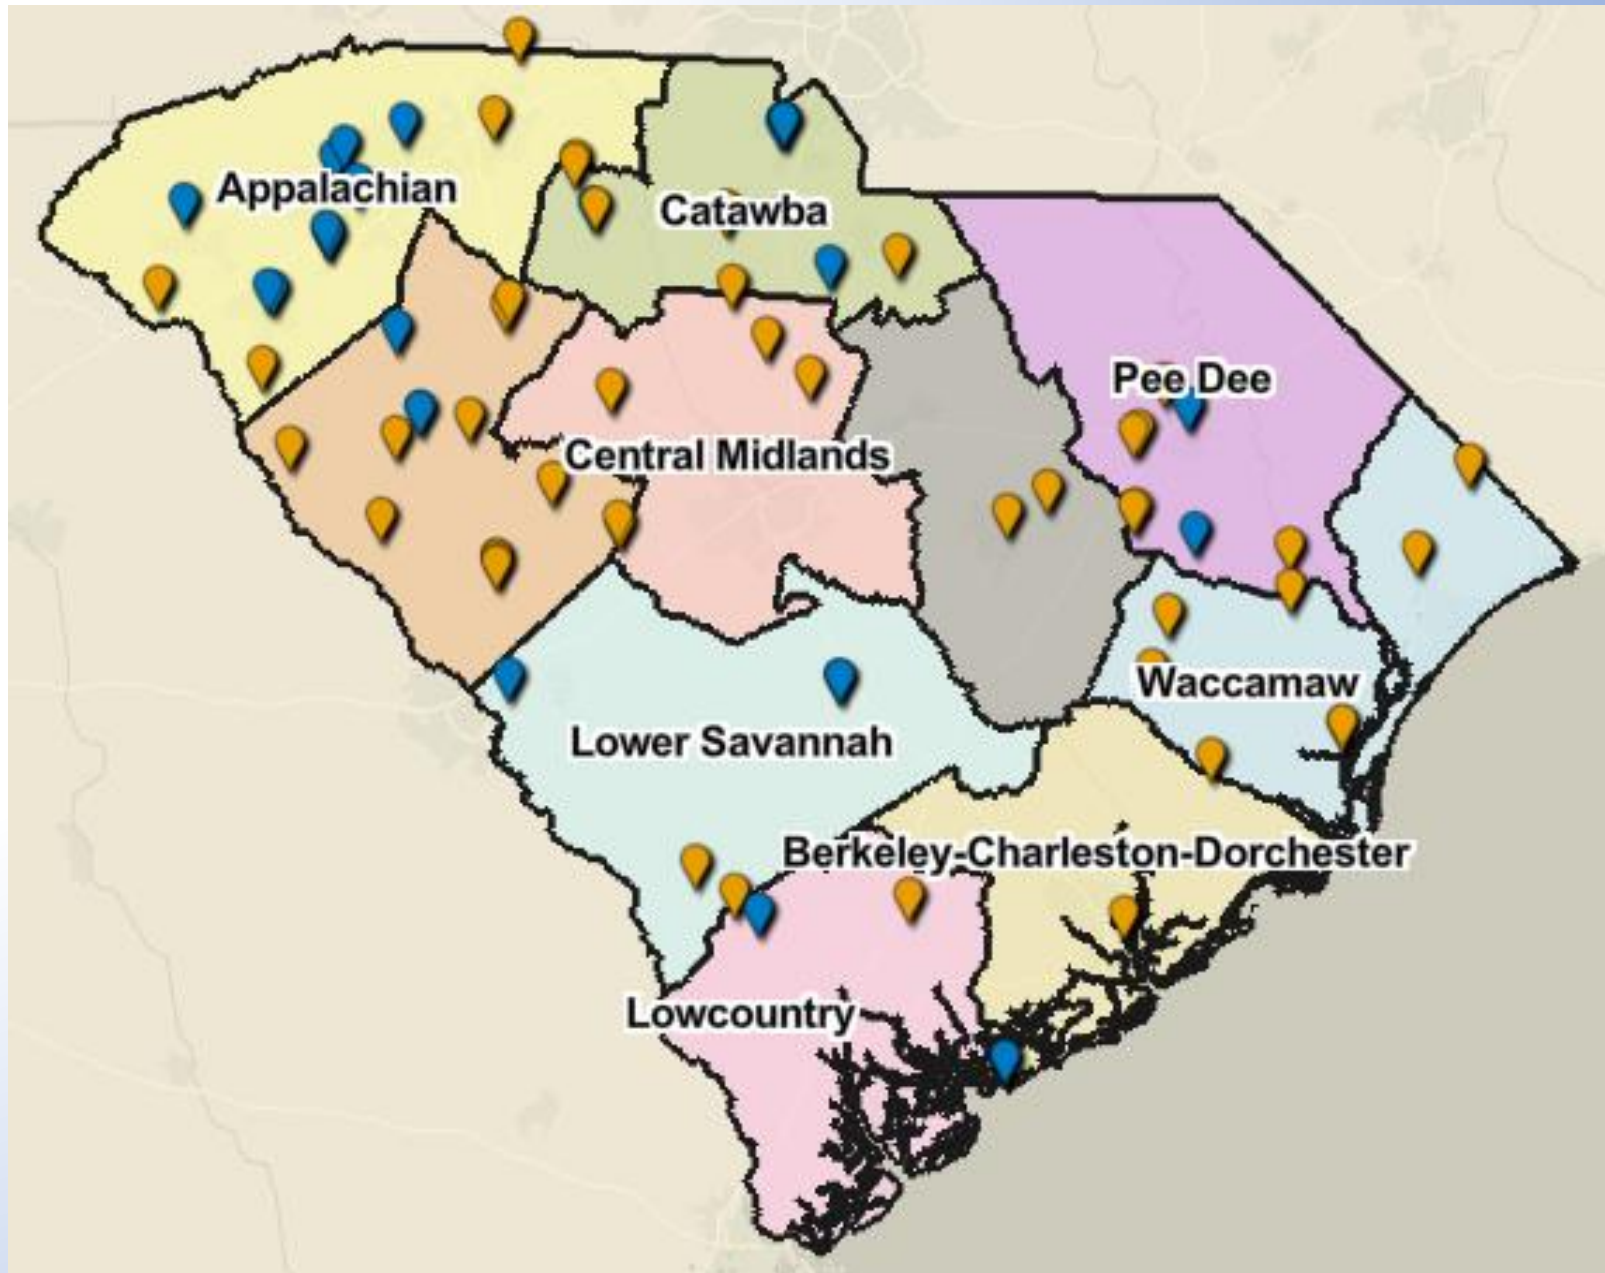 Appalachian
Catawba
Pee Dee
Central Midlands
Waccamaw
Lower Savannah
Berkeley-Charleston-Dorchester
Lowcountry